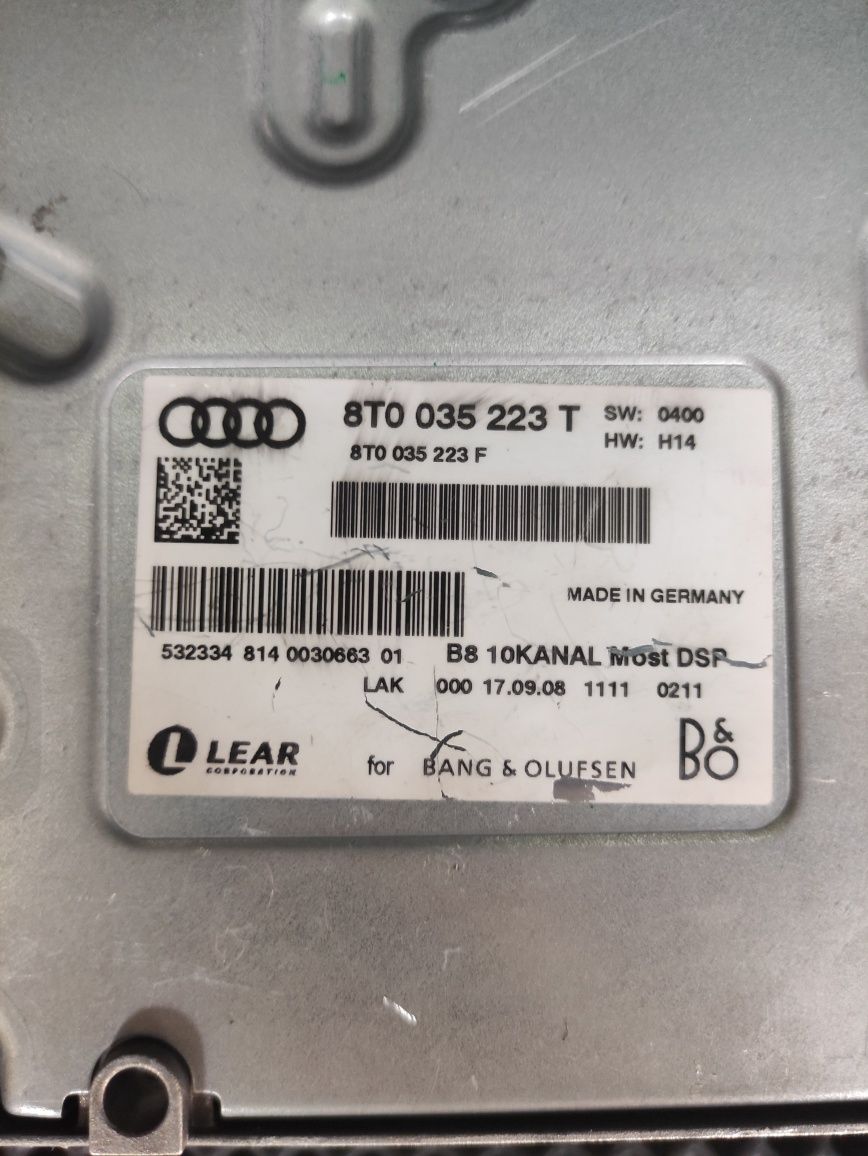 8T0 035 223 T SW: 0400
8T0 035 223 F HW: H14
MADE IN GERMANY
532334 814 0030663 01 B8 10KANAL Most DSP
LAK 000 17.09.08 1111 0211
LEAR
CORPORATION
for BANG & OLUFSEN
B&O